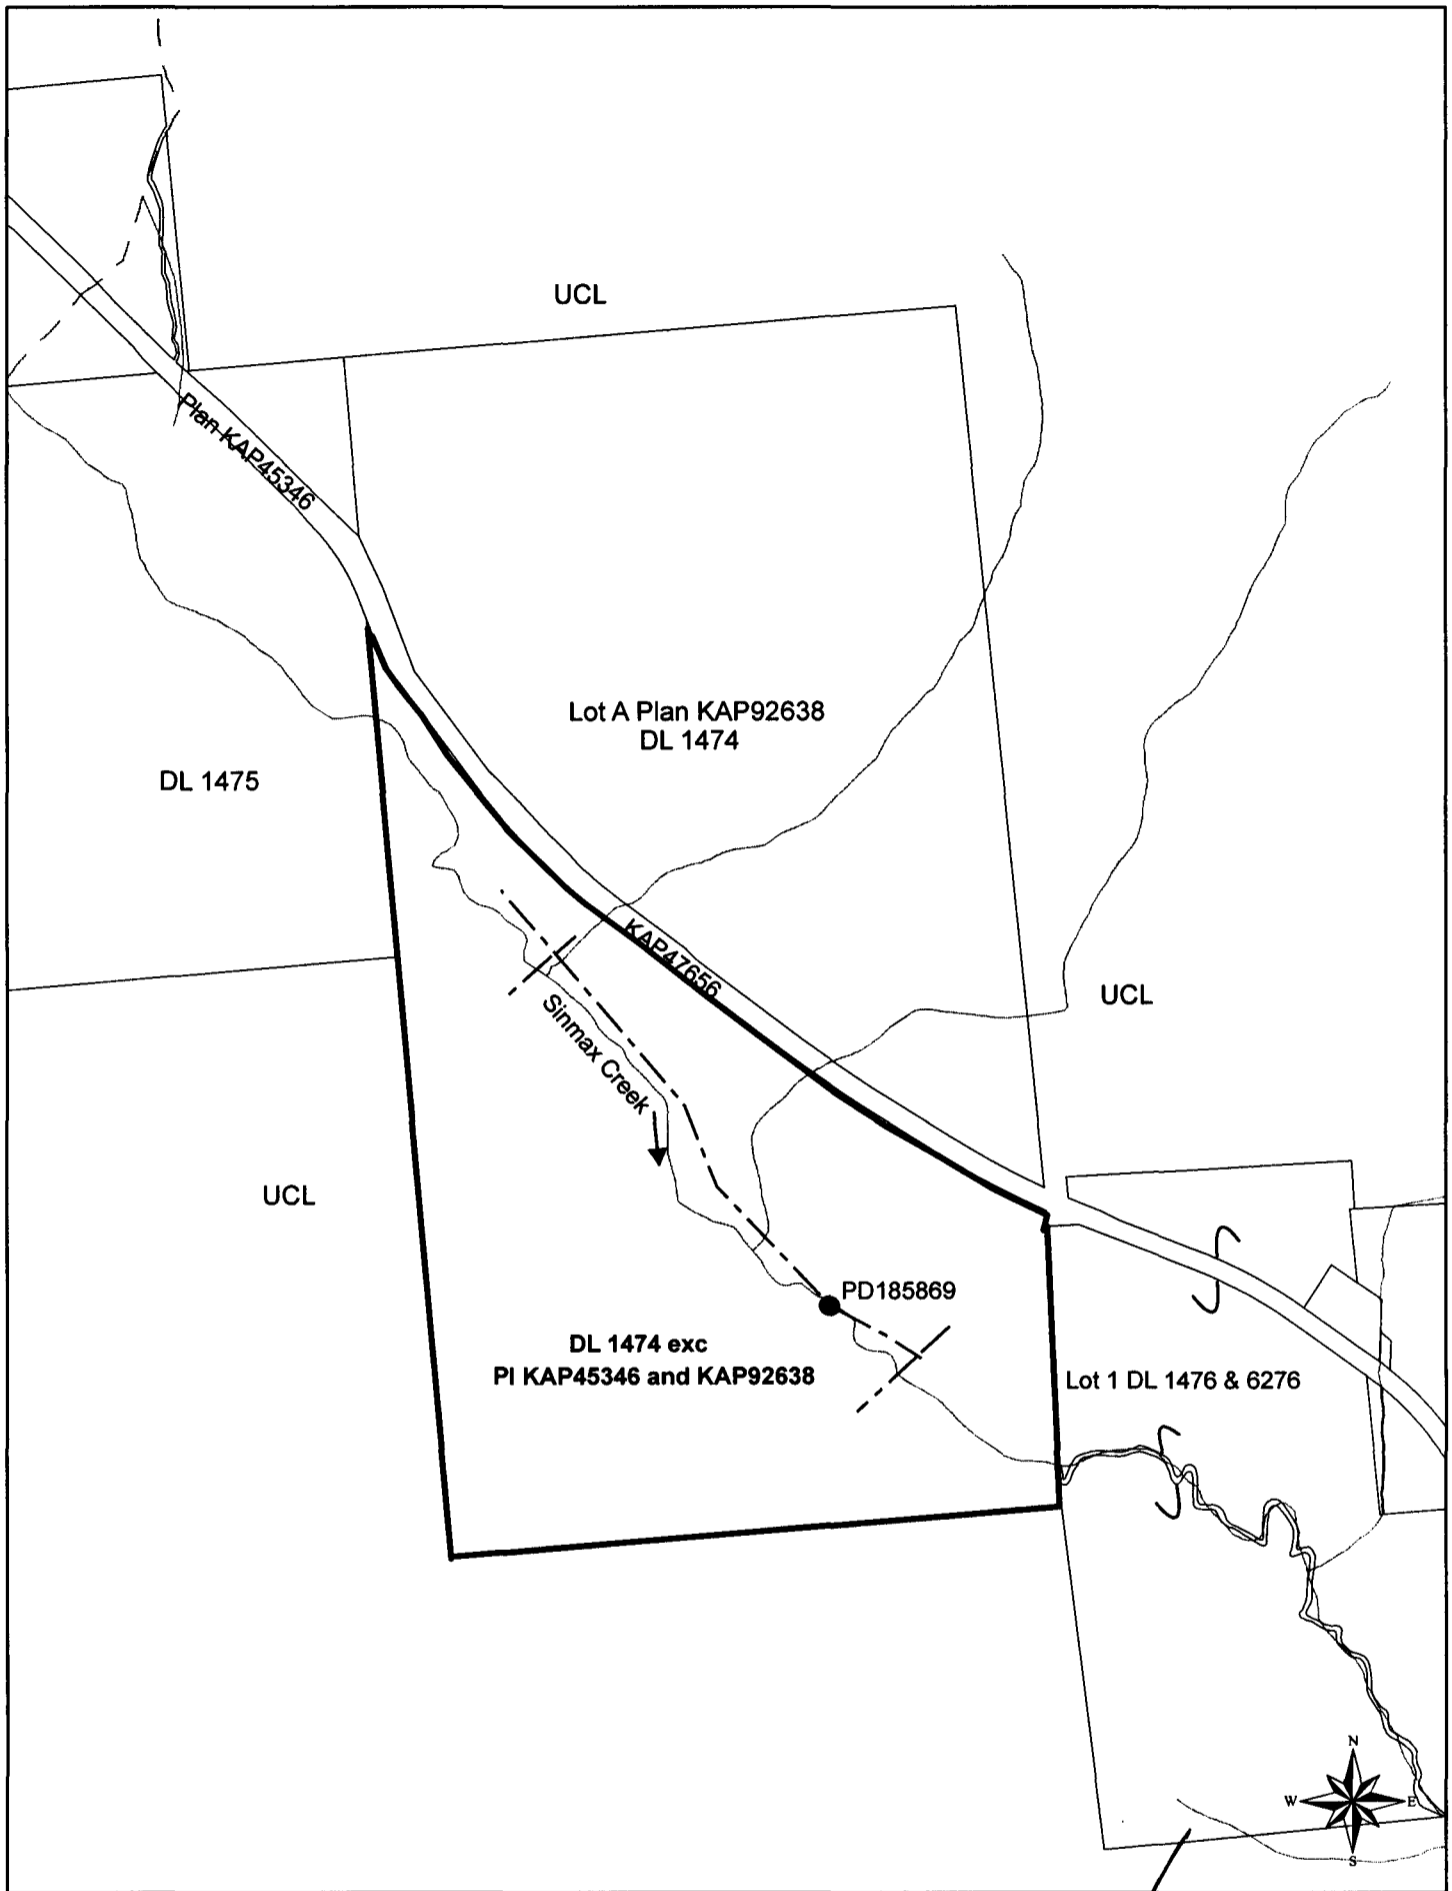 UCL
Plan KAP45346
Lot A Plan KAP92638
DL 1474
DL 1475
KAP47656
UCL
Sinmax Creek
UCL
PD185869
DL 1474 exc
Pl KAP45346 and KAP92638
Lot 1 DL 1476 & 6276
N
W
E
S